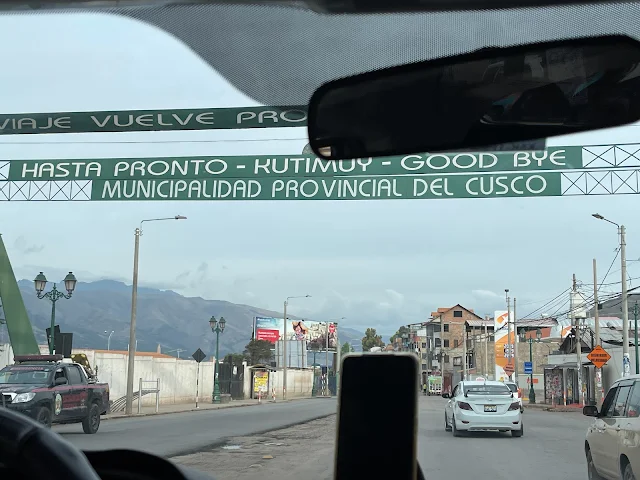 VIAJE VUELVE PRO
HASTA PRONTO - KUTIMUY - GOOD BYE
MUNICIPALIDAD PROVINCIAL DEL CUSCO